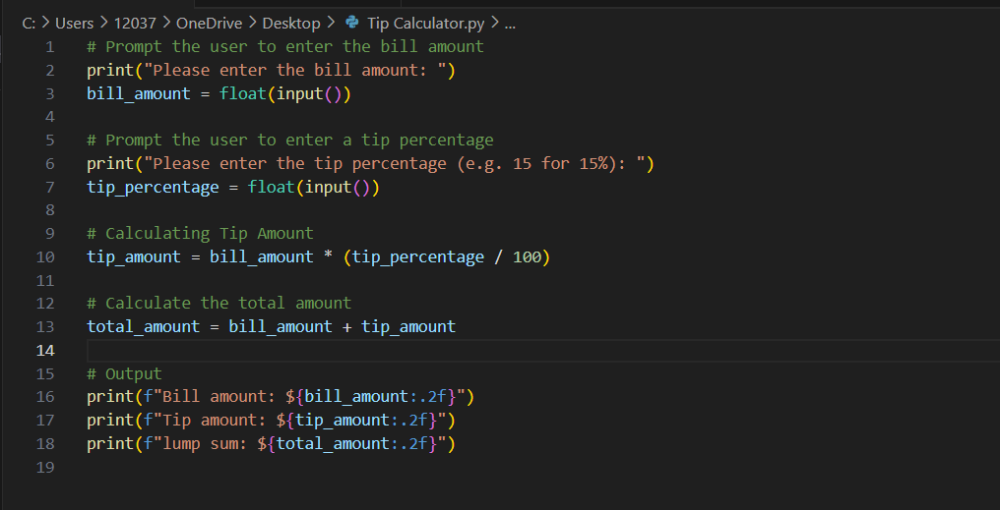 C: > Users > 12037 > OneDrive > Desktop > Tip Calculator.py > ...
1 # Prompt the user to enter the bill amount
2 print("Please enter the bill amount: ")
3 bill_amount = float(input())
4
5 # Prompt the user to enter a tip percentage
6 print("Please enter the tip percentage (e.g. 15 for 15%): ")
7 tip_percentage = float(input())
8
9 # Calculating Tip Amount
10 tip_amount = bill_amount * (tip_percentage / 100)
11
12 # Calculate the total amount
13 total_amount = bill_amount + tip_amount
14
15 # Output
16 print(f"Bill amount: ${bill_amount:.2f}")
17 print(f"Tip amount: ${tip_amount:.2f}")
18 print(f"lump sum: ${total_amount:.2f}")
19